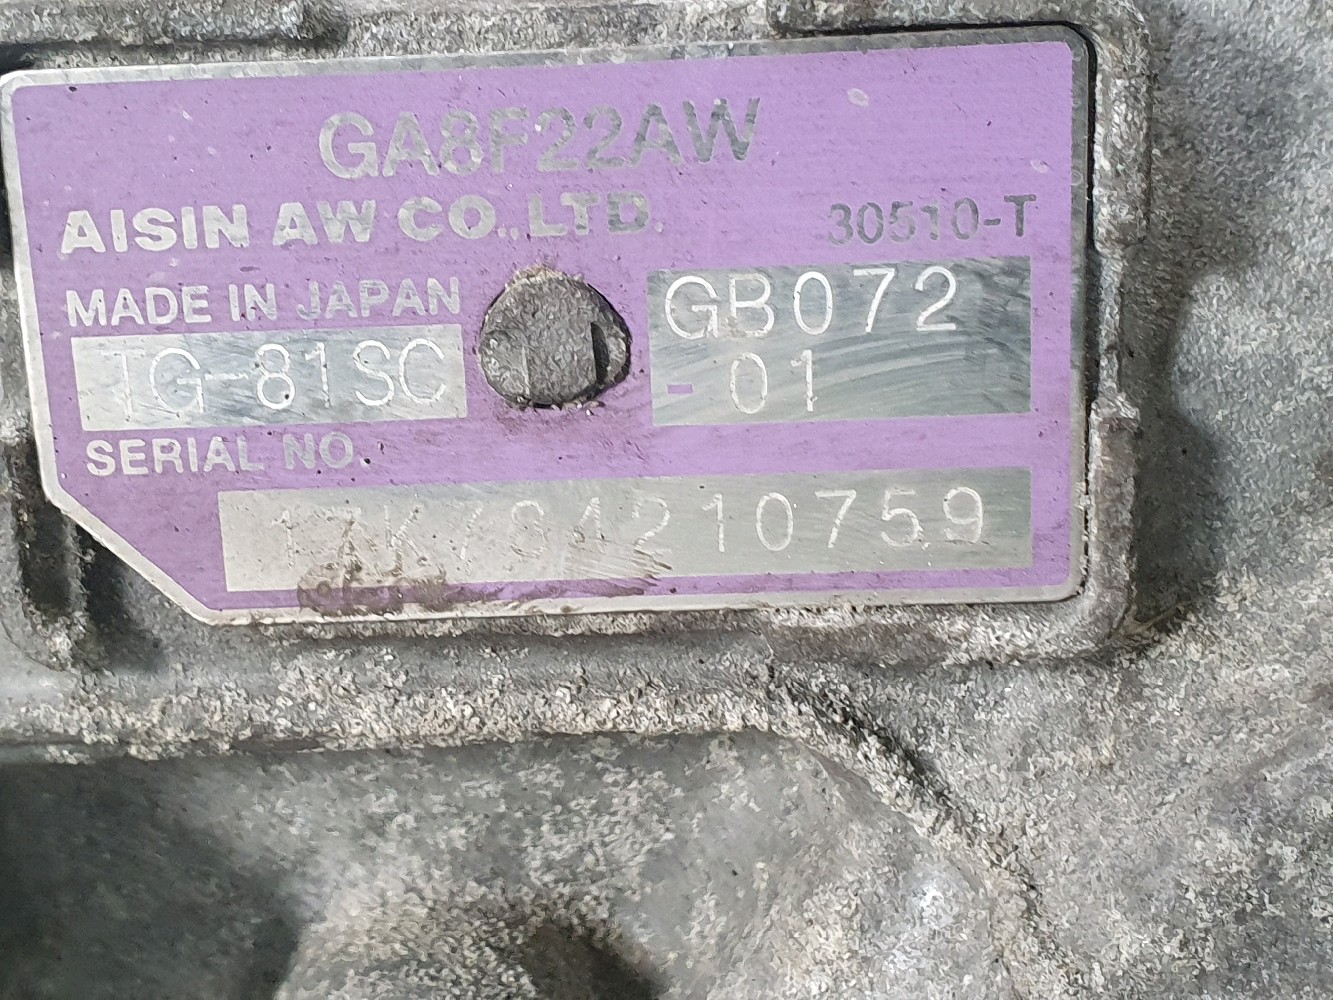 GA8F22AW
AISIN AW CO.,LTD.
30510-T
MADE IN JAPAN
GB072
TG-81SC
-01
SERIAL NO.